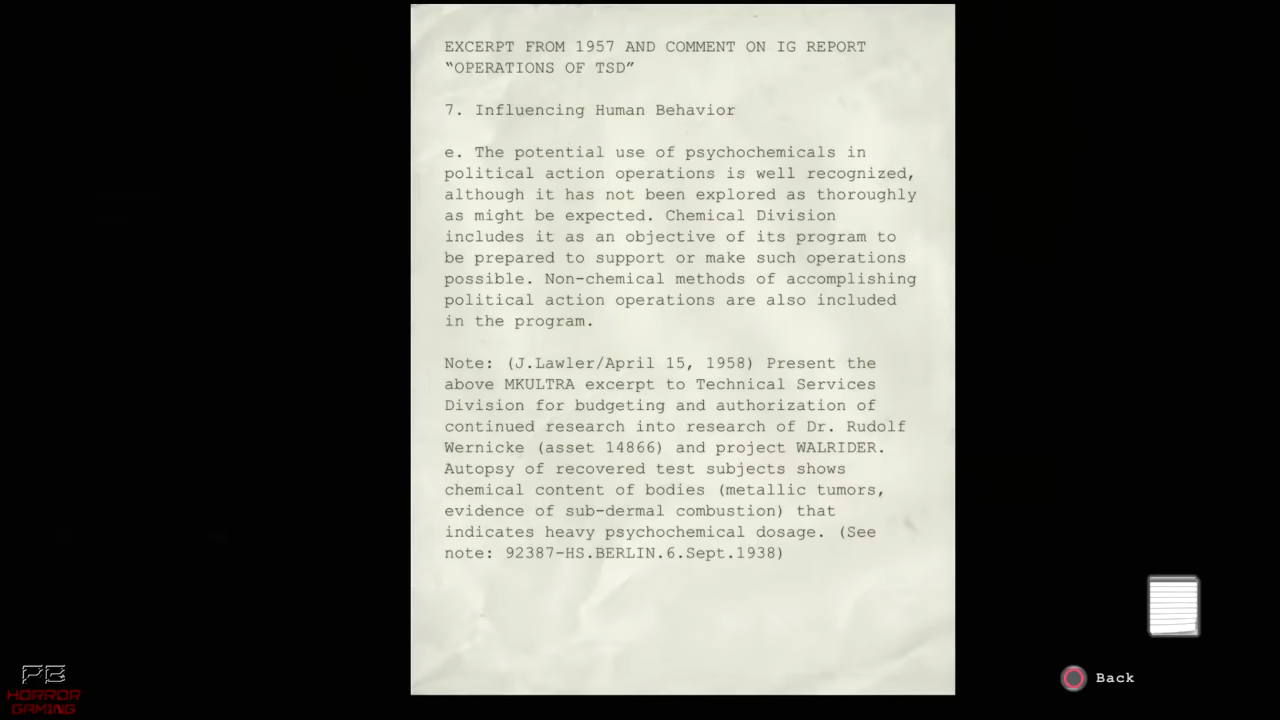 EXCERPT FROM 1957 AND COMMENT ON IG REPORT
“OPERATIONS OF TSD”
7. Influencing Human Behavior
e. The potential use of psychochemicals in
political action operations is well recognized,
although it has not been explored as thoroughly
as might be expected. Chemical Division
includes it as an objective of its program to
be prepared to support or make such operations
possible. Non-chemical methods of accomplishing
political action operations are also included
in the program.
Note: (J.Lawler/April 15, 1958) Present the
above MKULTRA excerpt to Technical Services
Division for budgeting and authorization of
continued research into research of Dr. Rudolf
Wernicke (asset 14866) and project WALRIDER.
Autopsy of recovered test subjects shows
chemical content of bodies (metallic tumors,
evidence of sub-dermal combustion) that
indicates heavy psychochemical dosage. (See
note: 92387-HS.BERLIN.6.Sept.1938)
Back
HORROR
GAMING